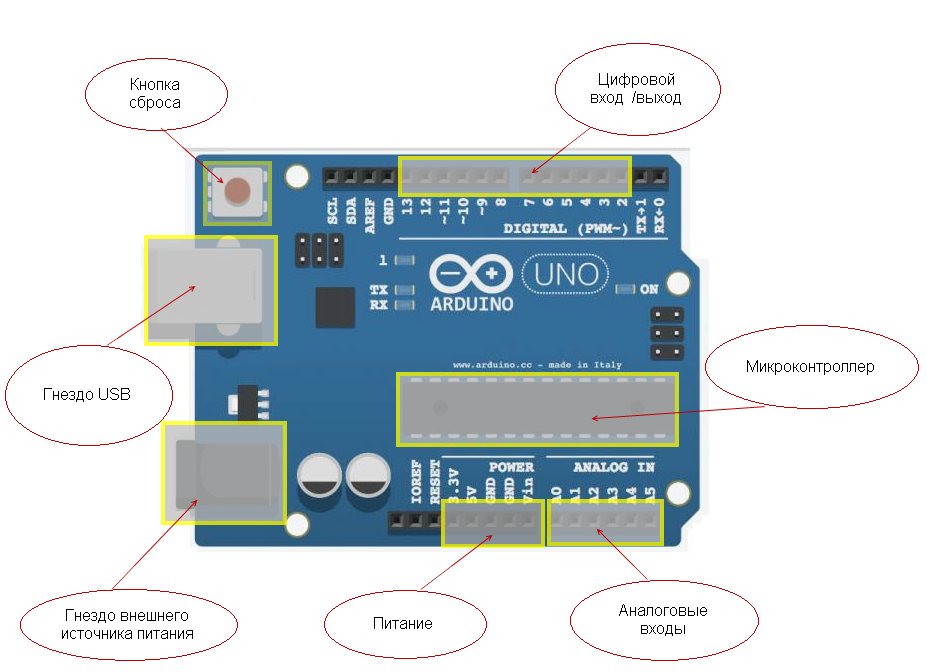 Кнопка
сброса
Цифровой
вход /выход
SCL
SDA
AREF
GND
13
12
~11
~10
~9
8
7
6
5
4
3
2
TX→1
RX←0
DIGITAL (PWM~)
1
TX
RX
ARDUINO
UNO
ON
www.arduino.cc - made in Italy
Гнездо USB
Микроконтроллер
IOREF
RESET
3.3V
5V
GND
GND
Vin
POWER
ANALOG IN
A0
A1
A2
A3
A4
A5
Гнездо внешнего
источника питания
Питание
Аналоговые
входы